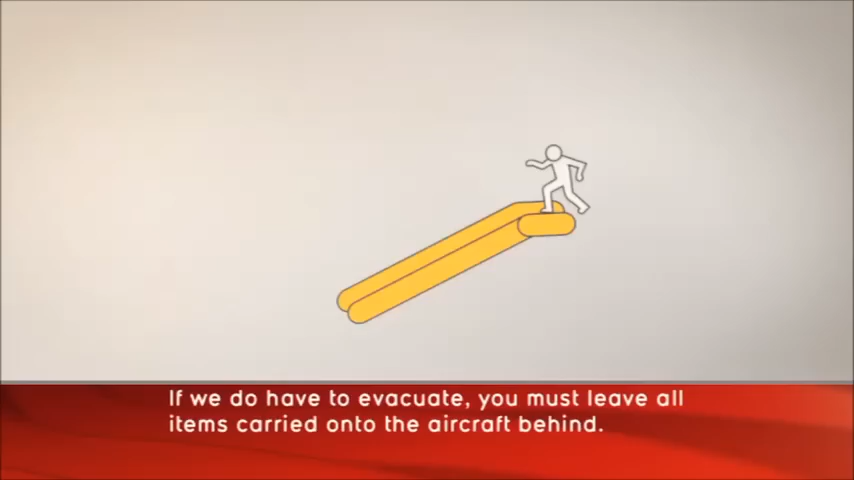 If we do have to evacuate, you must leave all
items carried onto the aircraft behind.